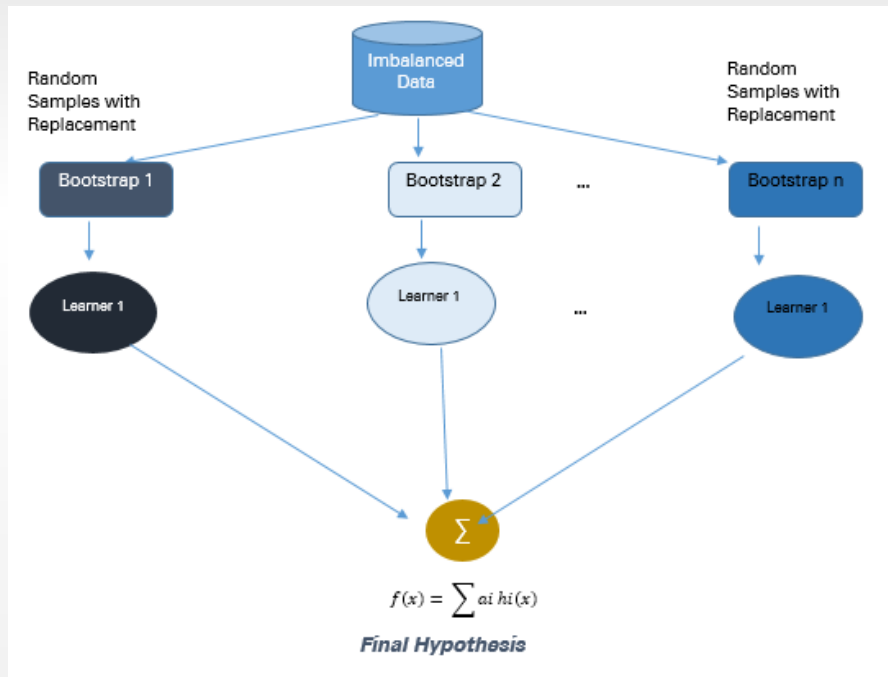 Imbalanced
Data
Random
Samples with
Replacement
Random
Samples with
Replacement
Bootstrap 1
Bootstrap 2
...
Bootstrap n
Learner 1
Learner 1
...
Learner 1
∑
f(x) = ∑ ai hi(x)
Final Hypothesis